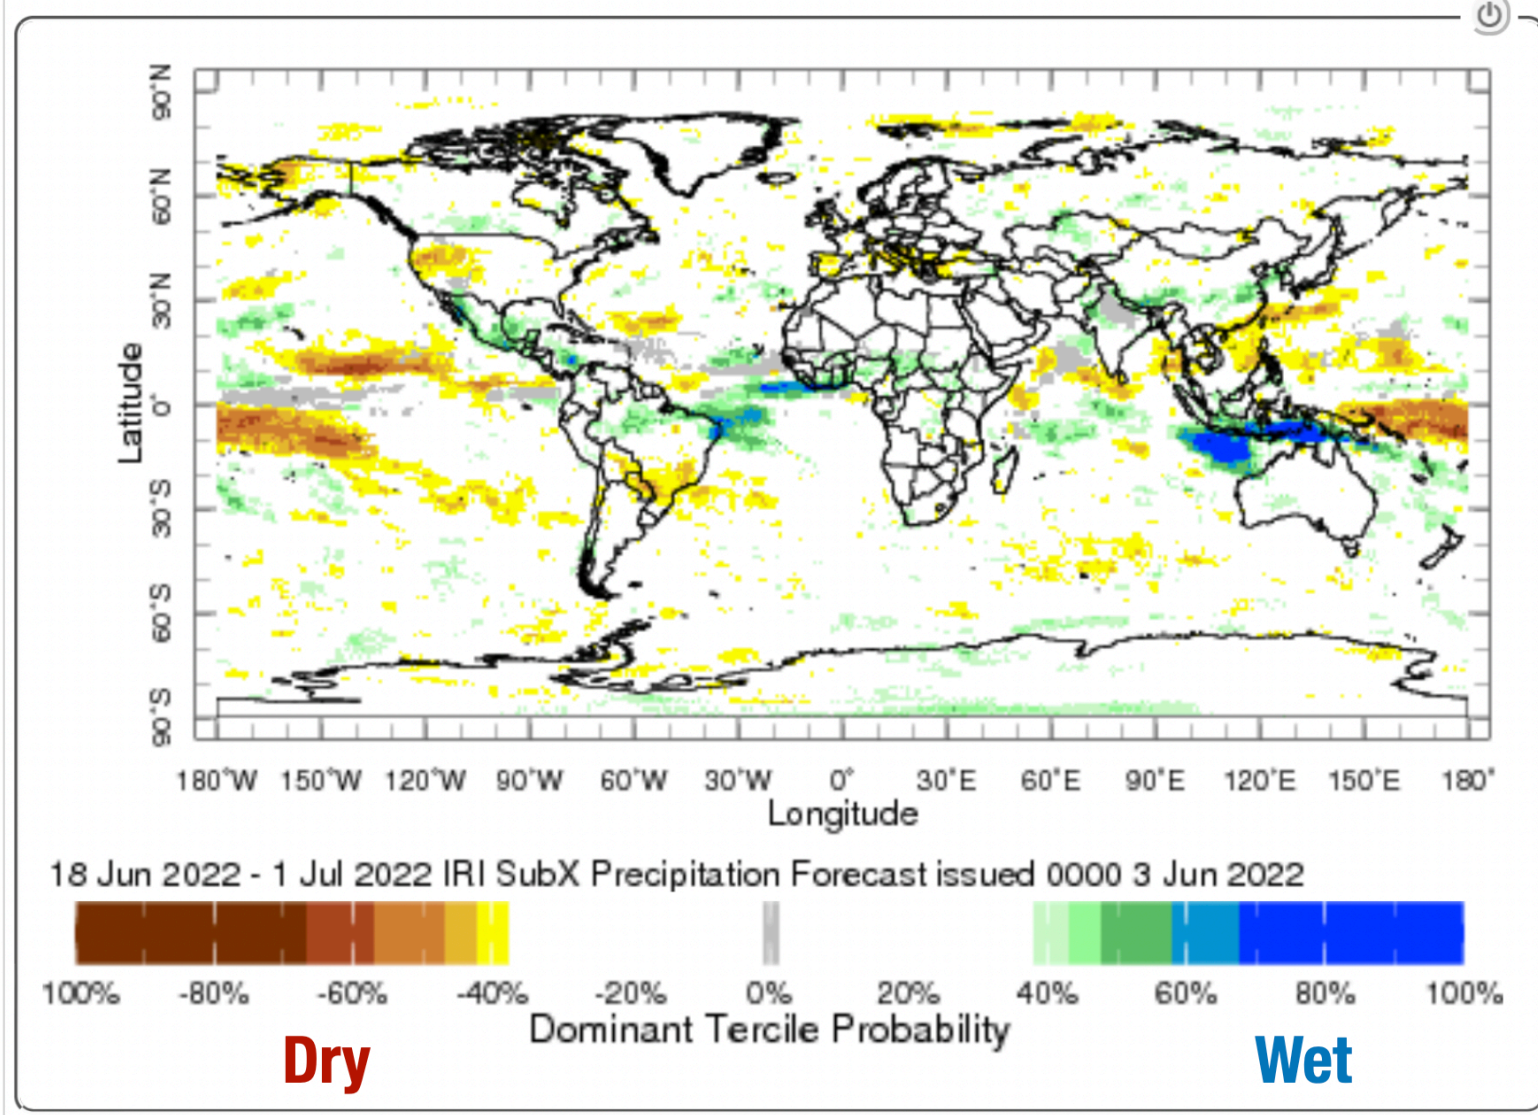 90°N
60°N
30°N
0°
30°S
60°S
90°S
Latitude
180°W 150°W 120°W 90°W 60°W 30°W 0° 30°E 60°E 90°E 120°E 150°E 180°
Longitude
18 Jun 2022 - 1 Jul 2022 IRI SubX Precipitation Forecast issued 0000 3 Jun 2022
100% -80% -60% -40% -20% 0% 20% 40% 60% 80% 100%
Dominant Tercile Probability
Dry Wet